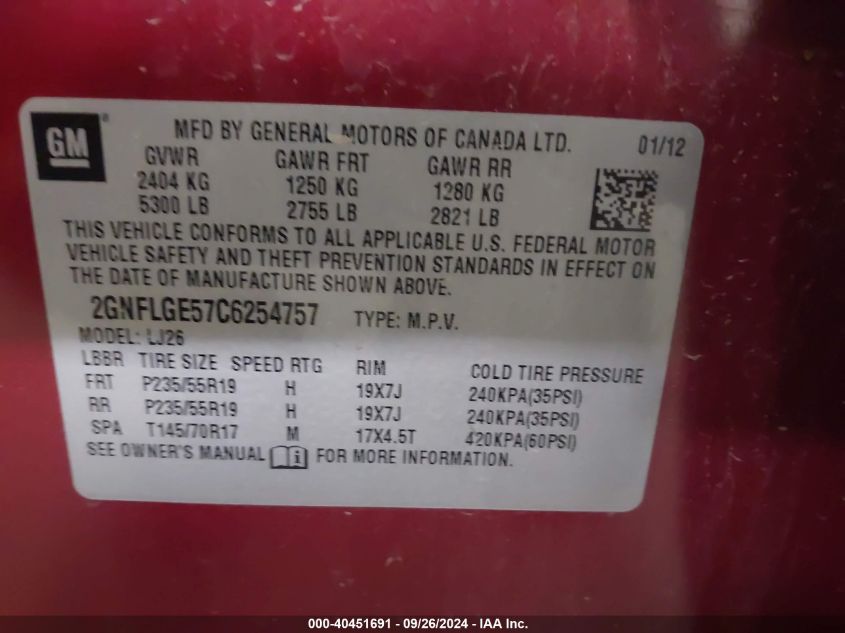 GM ® MFD BY GENERAL MOTORS OF CANADA LTD. 01/12
GVWR GAWR FRT GAWR RR
2404 KG 1250 KG 1280 KG
5300 LB 2755 LB 2821 LB
THIS VEHICLE CONFORMS TO ALL APPLICABLE U.S. FEDERAL MOTOR
VEHICLE SAFETY AND THEFT PREVENTION STANDARDS IN EFFECT ON
THE DATE OF MANUFACTURE SHOWN ABOVE.
2GNFLGE57C6254757 TYPE: M.P.V.
MODEL: LJ26
LBBR TIRE SIZE SPEED RTG RIM COLD TIRE PRESSURE
FRT P235/55R19 H 19X7J 240KPA(35PSI)
RR P235/55R19 H 19X7J 240KPA(35PSI)
SPA T145/70R17 M 17X4.5T 420KPA(60PSI)
SEE OWNER'S MANUAL FOR MORE INFORMATION.
000-40451691 - 09/26/2024 - IAA Inc.